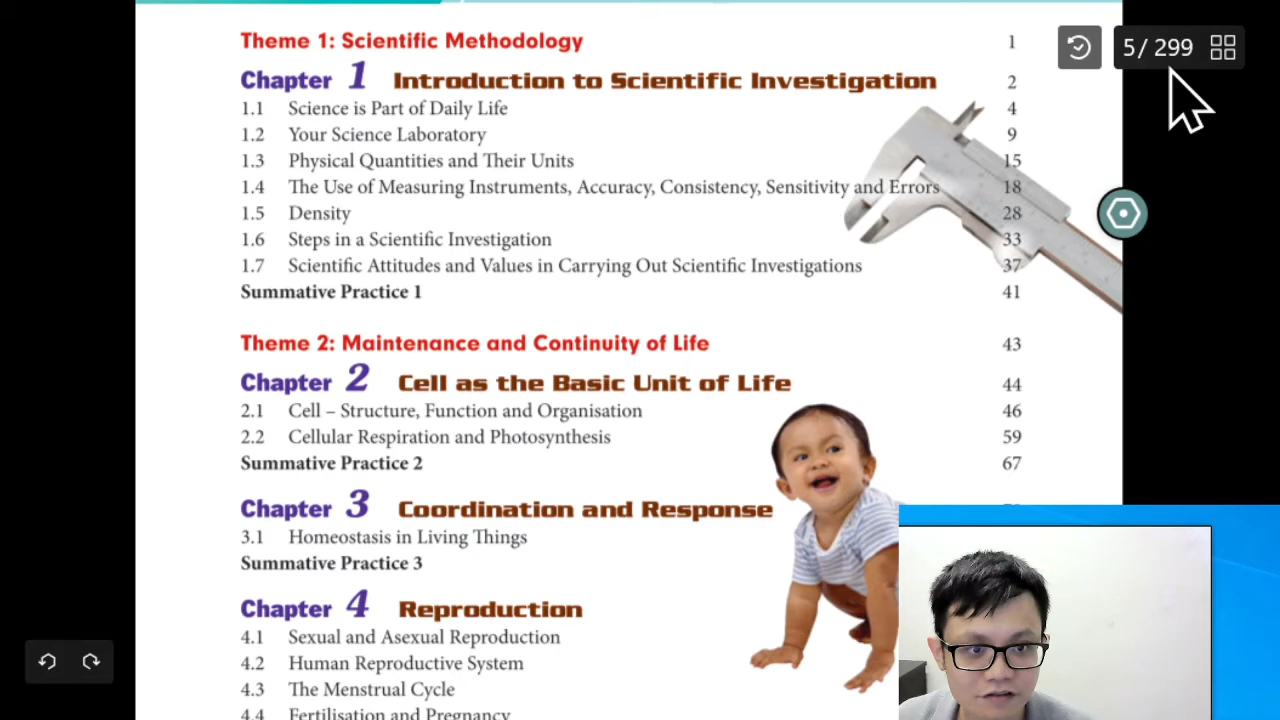 Theme 1: Scientific Methodology 1
5 / 299
Chapter 1 Introduction to Scientific Investigation 2
1.1 Science is Part of Daily Life 4
1.2 Your Science Laboratory 9
1.3 Physical Quantities and Their Units 15
1.4 The Use of Measuring Instruments, Accuracy, Consistency, Sensitivity and Errors 18
1.5 Density 28
1.6 Steps in a Scientific Investigation 33
1.7 Scientific Attitudes and Values in Carrying Out Scientific Investigations 37
Summative Practice 1 41
Theme 2: Maintenance and Continuity of Life 43
Chapter 2 Cell as the Basic Unit of Life 44
2.1 Cell – Structure, Function and Organisation 46
2.2 Cellular Respiration and Photosynthesis 59
Summative Practice 2 67
Chapter 3 Coordination and Response
3.1 Homeostasis in Living Things
Summative Practice 3
Chapter 4 Reproduction
4.1 Sexual and Asexual Reproduction
4.2 Human Reproductive System
4.3 The Menstrual Cycle
4.4 Fertilisation and Pregnancy